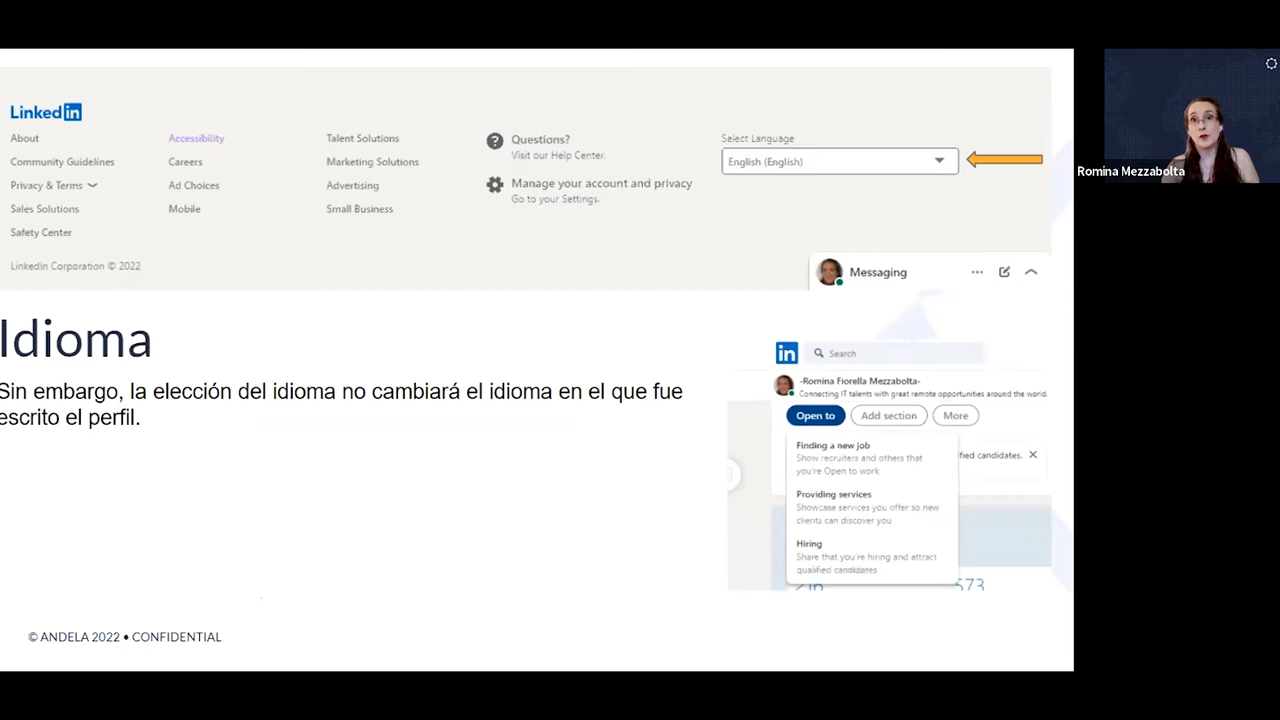 LinkedIn
About
Accessibility
Talent Solutions
Questions?
Visit our Help Center.
Select Language
English (English)
Community Guidelines
Careers
Marketing Solutions
Privacy & Terms
Ad Choices
Advertising
Manage your account and privacy
Go to your Settings.
Sales Solutions
Mobile
Small Business
Safety Center
LinkedIn Corporation © 2022
Messaging
Romina Mezzabolta
Idioma
Sin embargo, la elección del idioma no cambiará el idioma en el que fue
escrito el perfil.
in
Search
-Romina Fiorella Mezzabolta-
Connecting IT talents with great remote opportunities around the world.
Open to
Add section
More
Finding a new job
Show recruiters and others that
you're Open to work
fied candidates.
Providing services
Showcase services you offer so new
clients can discover you
Hiring
Share that you're hiring and attract
qualified candidates
573
© ANDELA 2022 • CONFIDENTIAL